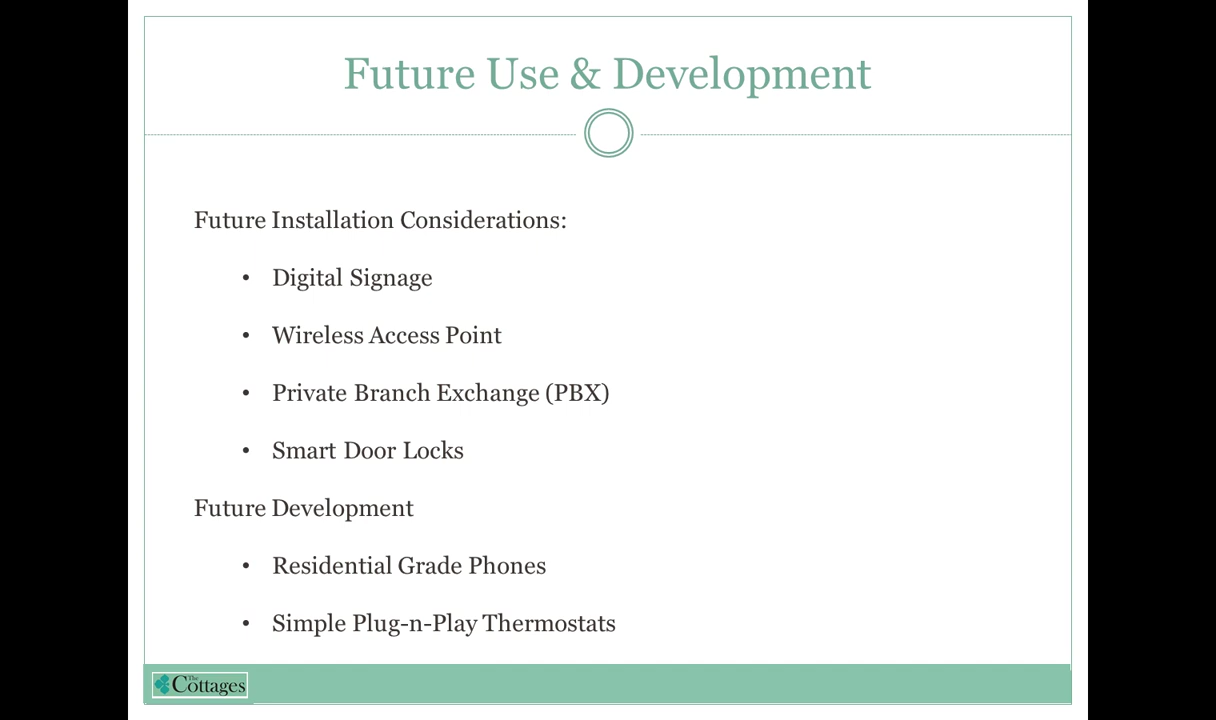 Future Use & Development
Future Installation Considerations:
• Digital Signage
• Wireless Access Point
• Private Branch Exchange (PBX)
• Smart Door Locks
Future Development
• Residential Grade Phones
• Simple Plug-n-Play Thermostats
The
Cottages